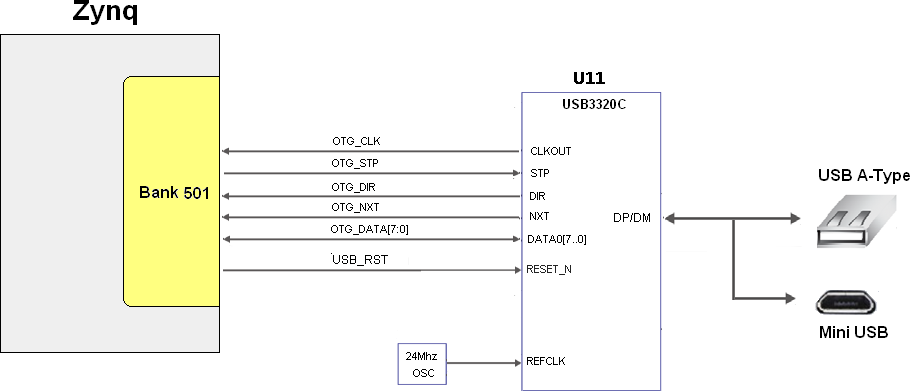 Zynq
Bank 501
OTG_CLK
OTG_STP
OTG_DIR
OTG_NXT
OTG_DATA[7:0]
USB_RST
24Mhz
OSC
U11
USB3320C
CLKOUT
STP
DIR
NXT
DP/DM
DATA0[7..0]
RESET_N
REFCLK
USB A-Type
Mini USB